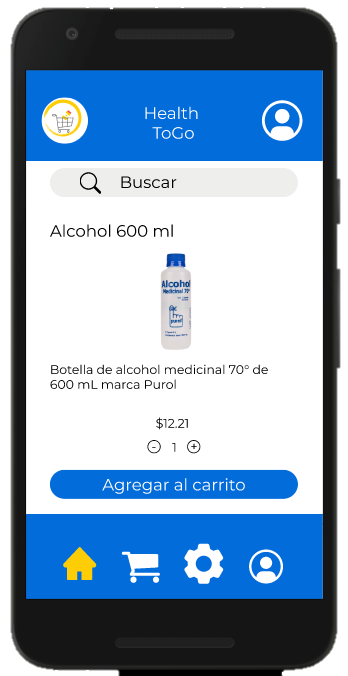 Health
ToGo
Buscar
Alcohol 600 ml
Alcohol
Medicinal 70°
purol
Botella de alcohol medicinal 70° de
600 mL marca Purol
$12.21
- 1 +
Agregar al carrito